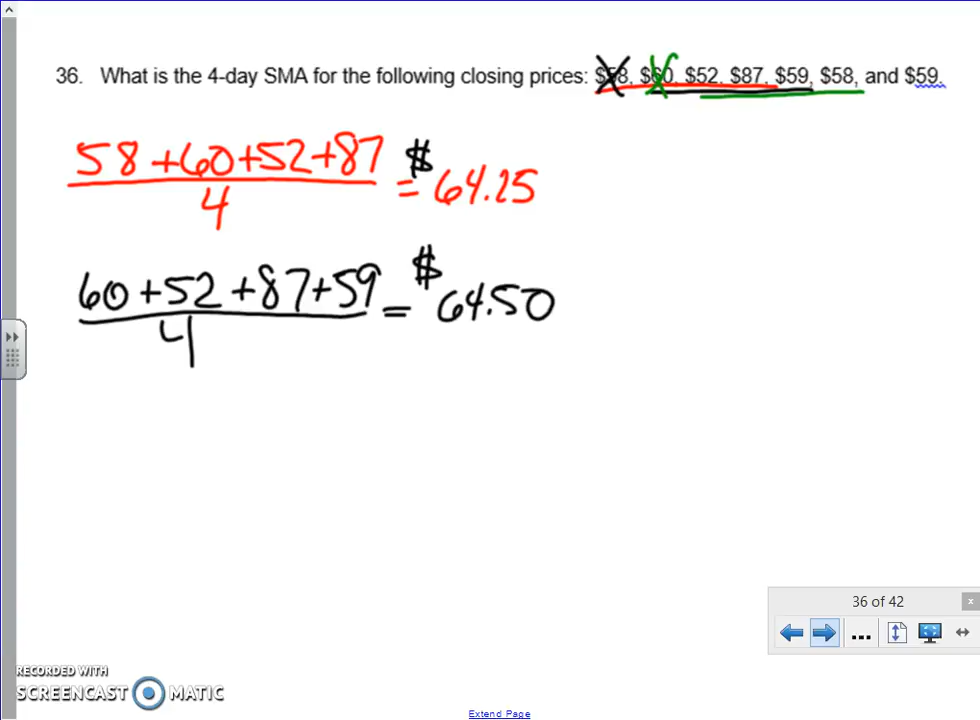 36. What is the 4-day SMA for the following closing prices: $58, $60, $52, $87, $59, $58, and $59.
58+60+52+87
4
= $64.25
60+52+87+59
4
= $64.50
36 of 42
x
...
RECORDED WITH
SCREENCAST MATIC
Extend Page